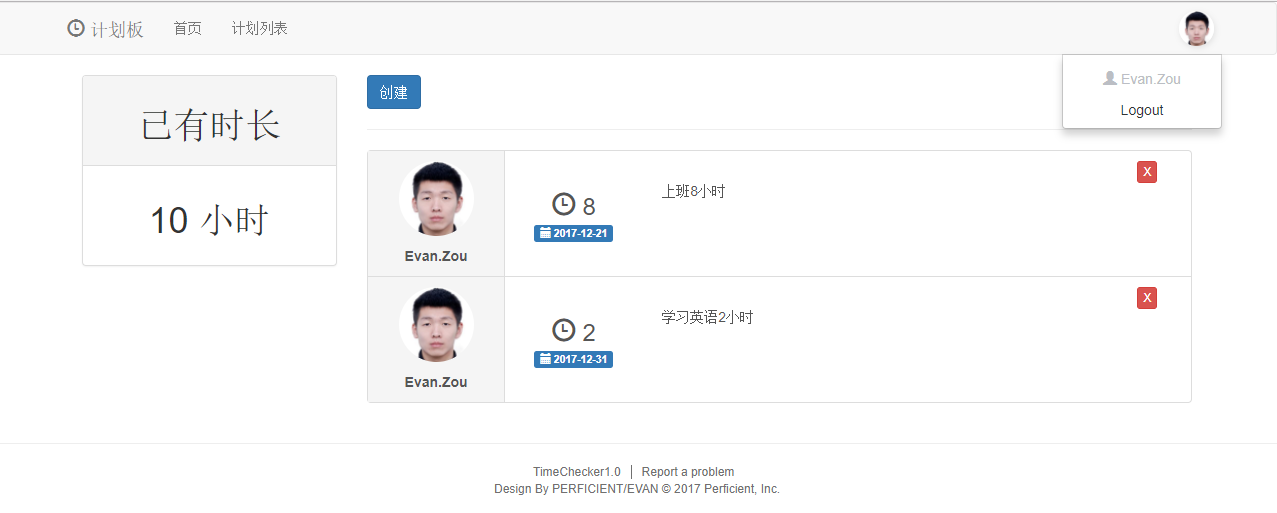 计划板 首页 计划列表
Evan.Zou
Logout
已有时长
10 小时
创建
8
2017-12-21
上班8小时
X
Evan.Zou
2
2017-12-31
学习英语2小时
X
Evan.Zou
TimeChecker1.0 | Report a problem
Design By PERFICIENT/EVAN © 2017 Perficient, Inc.